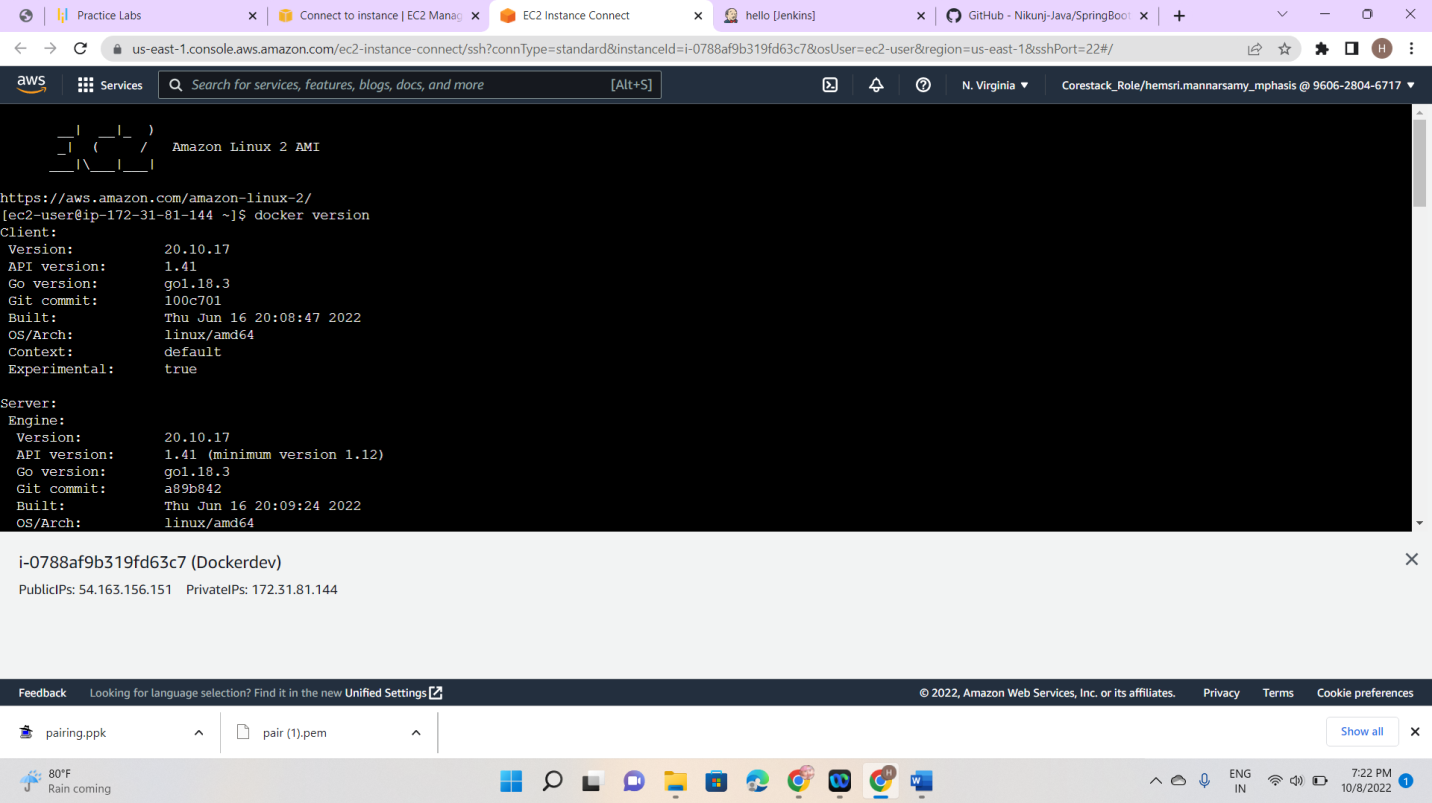 Practice Labs
Connect to instance | EC2 Manag
EC2 Instance Connect
hello [Jenkins]
GitHub - Nikunj-Java/SpringBoot
us-east-1.console.aws.amazon.com/ec2-instance-connect/ssh?connType=standard&instanceId=i-0788af9b319fd63c7&osUser=ec2-user&region=us-east-1&sshPort=22#/
H
aws
Services
Search for services, features, blogs, docs, and more
[Alt+S]
N. Virginia
Corestack_Role/hemsri.mannarsamy_mphasis @ 9606-2804-6717
__|  __|_  )
_|  (     /   Amazon Linux 2 AMI
___|\___|___|
https://aws.amazon.com/amazon-linux-2/
[ec2-user@ip-172-31-81-144 ~]$ docker version
Client:
Version: 20.10.17
API version: 1.41
Go version: go1.18.3
Git commit: 100c701
Built: Thu Jun 16 20:08:47 2022
OS/Arch: linux/amd64
Context: default
Experimental: true
Server:
Engine:
Version: 20.10.17
API version: 1.41 (minimum version 1.12)
Go version: go1.18.3
Git commit: a89b842
Built: Thu Jun 16 20:09:24 2022
OS/Arch: linux/amd64
i-0788af9b319fd63c7 (Dockerdev)
PublicIPs: 54.163.156.151 PrivateIPs: 172.31.81.144
Feedback
Looking for language selection? Find it in the new Unified Settings
© 2022, Amazon Web Services, Inc. or its affiliates.
Privacy
Terms
Cookie preferences
pairing.ppk
pair (1).pem
Show all
80°F
Rain coming
ENG
IN
7:22 PM
10/8/2022
1